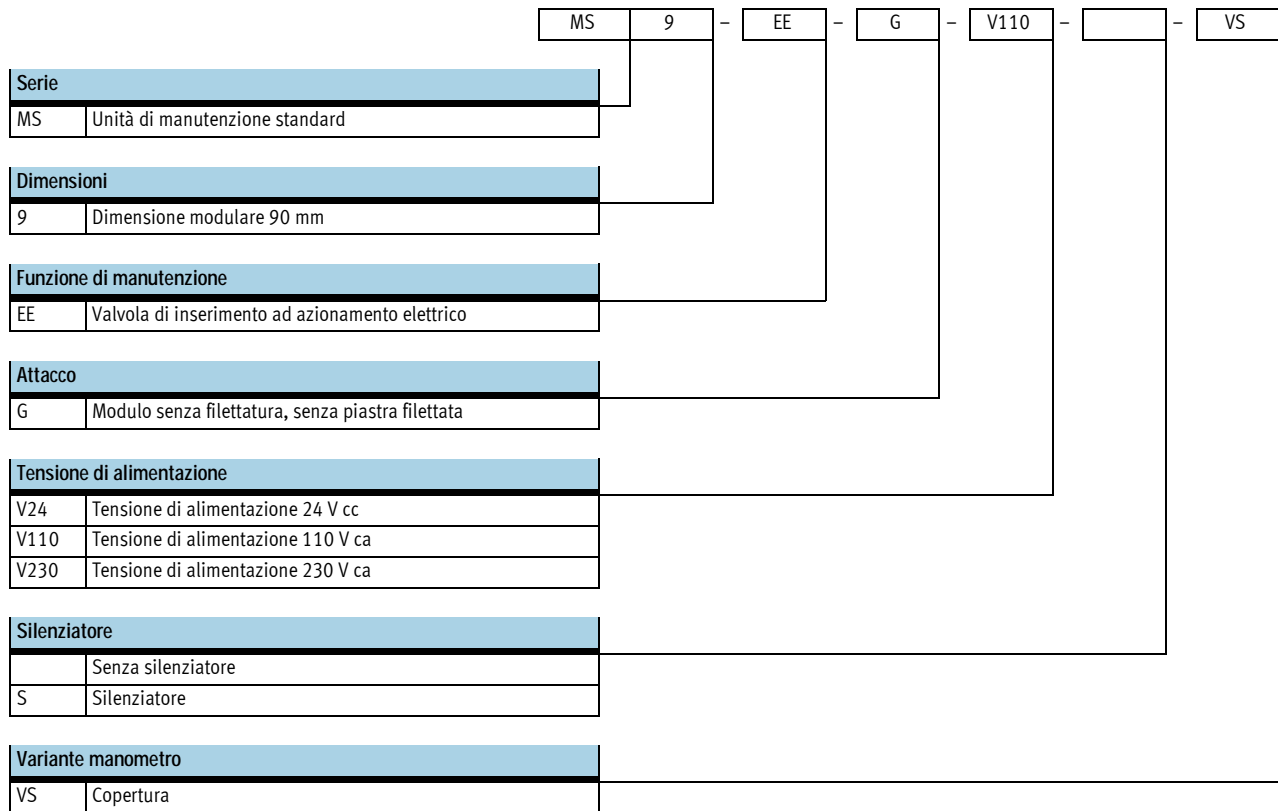 MS 9 – EE – G – V110 – – VS
Serie
MS Unità di manutenzione standard
Dimensioni
9 Dimensione modulare 90 mm
Funzione di manutenzione
EE Valvola di inserimento ad azionamento elettrico
Attacco
G Modulo senza filettatura, senza piastra filettata
Tensione di alimentazione
V24 Tensione di alimentazione 24 V cc
V110 Tensione di alimentazione 110 V ca
V230 Tensione di alimentazione 230 V ca
Silenziatore
Senza silenziatore
S Silenziatore
Variante manometro
VS Copertura